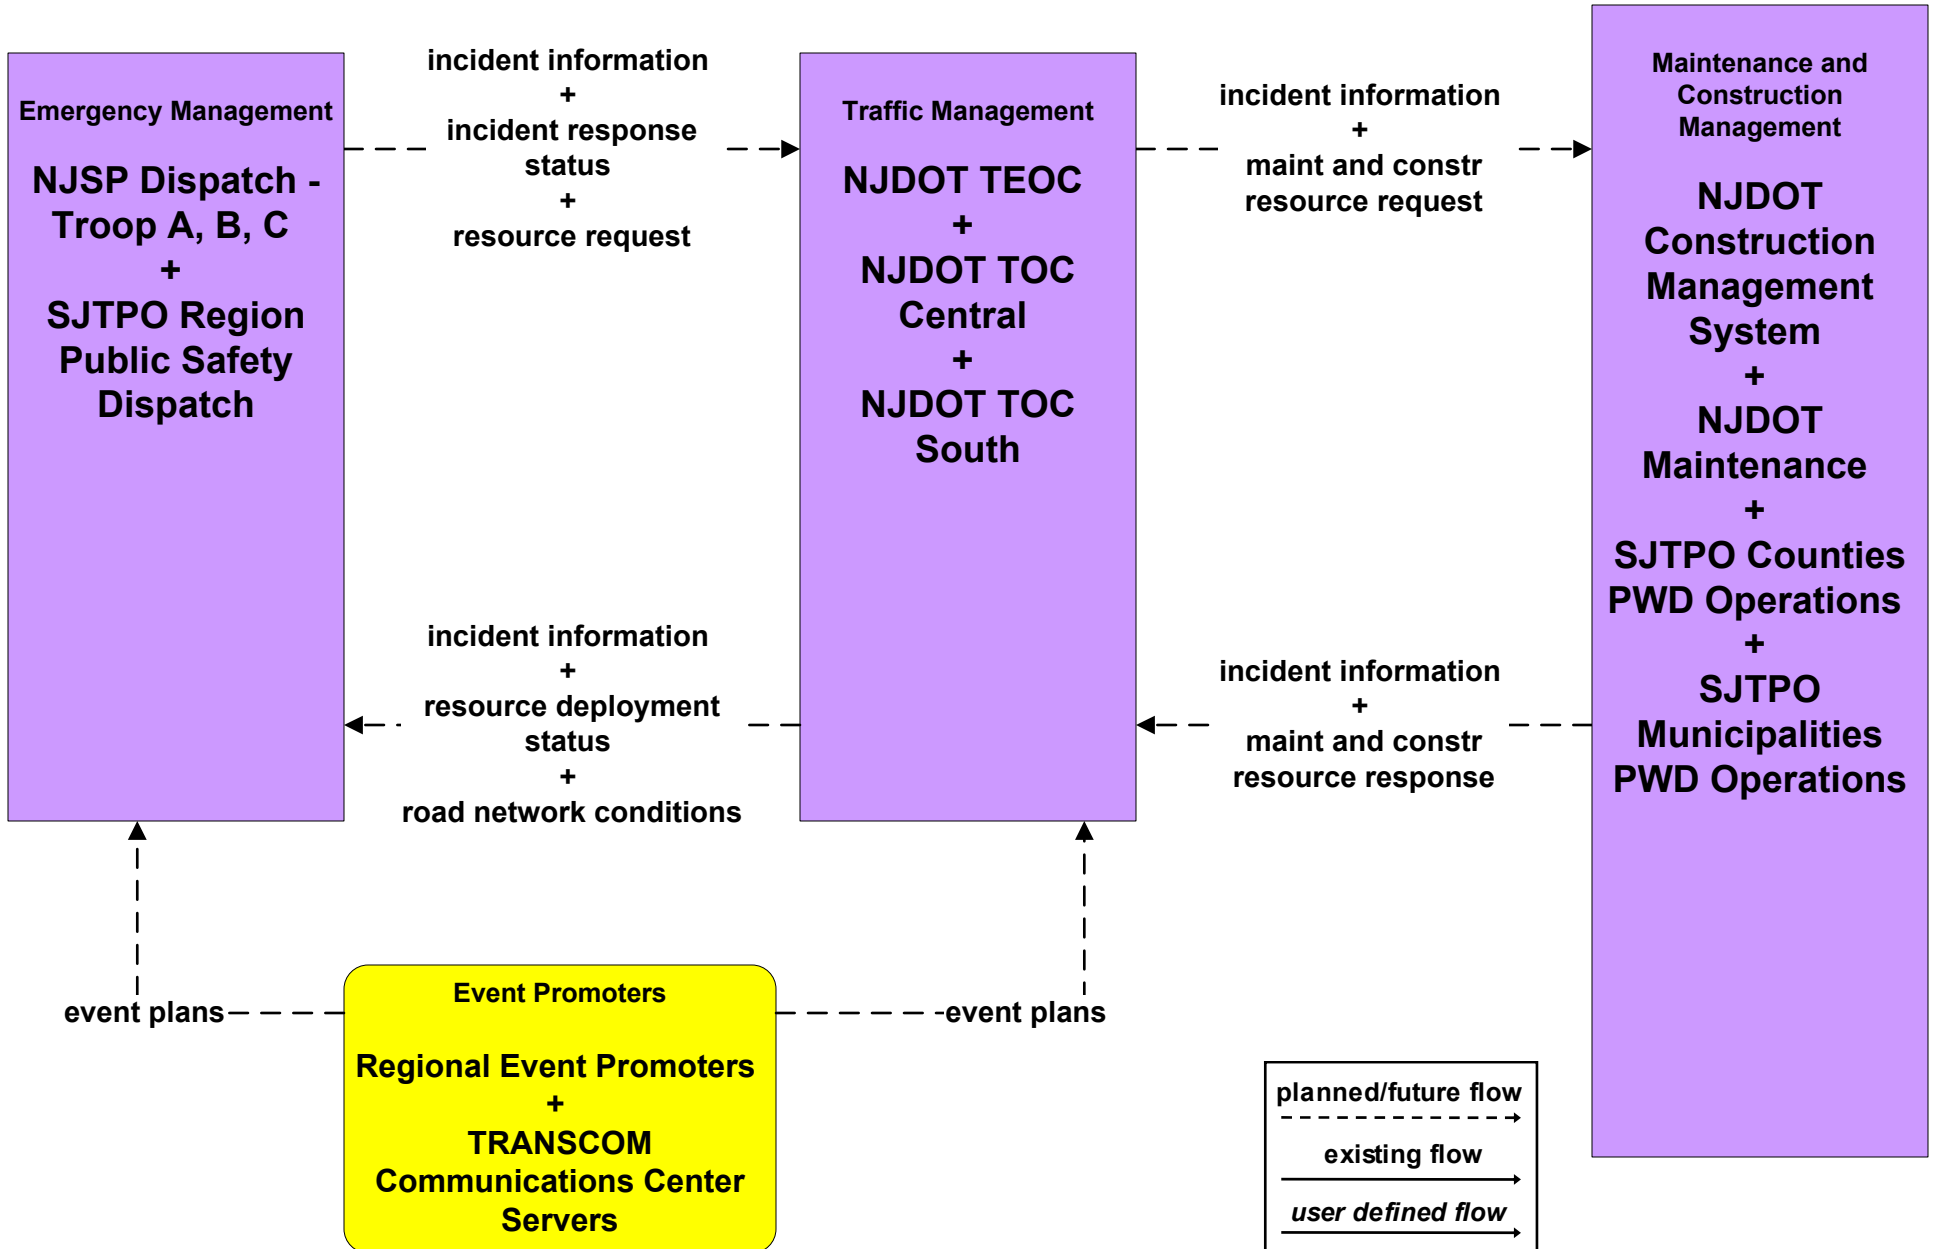 Emergency Management
NJSP Dispatch -
Troop A, B, C
+
SJTPO Region
Public Safety
Dispatch
incident information
+
incident response
status
+
resource request
Traffic Management
NJDOT TEOC
+
NJDOT TOC
Central
+
NJDOT TOC
South
incident information
+
maint and constr
resource request
Maintenance and
Construction
Management
NJDOT
Construction
Management
System
+
NJDOT
Maintenance
+
SJTPO Counties
PWD Operations
+
SJTPO
Municipalities
PWD Operations
incident information
+
resource deployment
status
+
road network conditions
incident information
+
maint and constr
resource response
event plans
Event Promoters
Regional Event Promoters
+
TRANSCOM
Communications Center
Servers
event plans
planned/future flow
existing flow
user defined flow